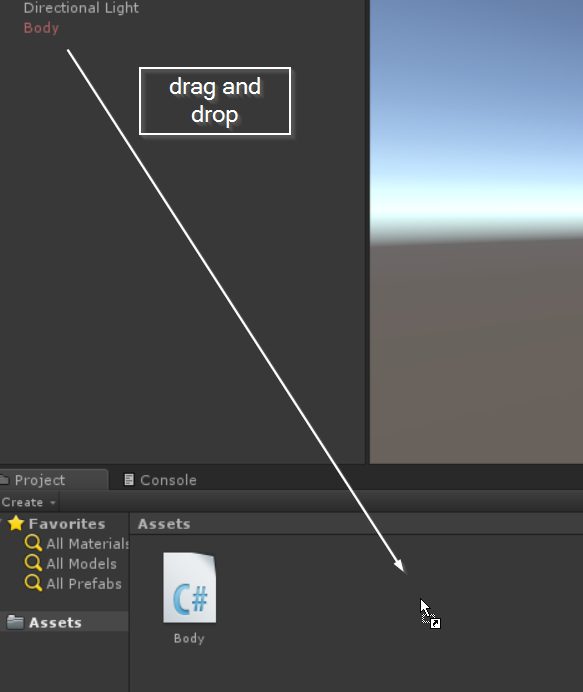 Directional Light
Body
drag and
drop
Project
Console
Create
Favorites
Assets
All Materials
All Models
All Prefabs
Assets
C#
Body